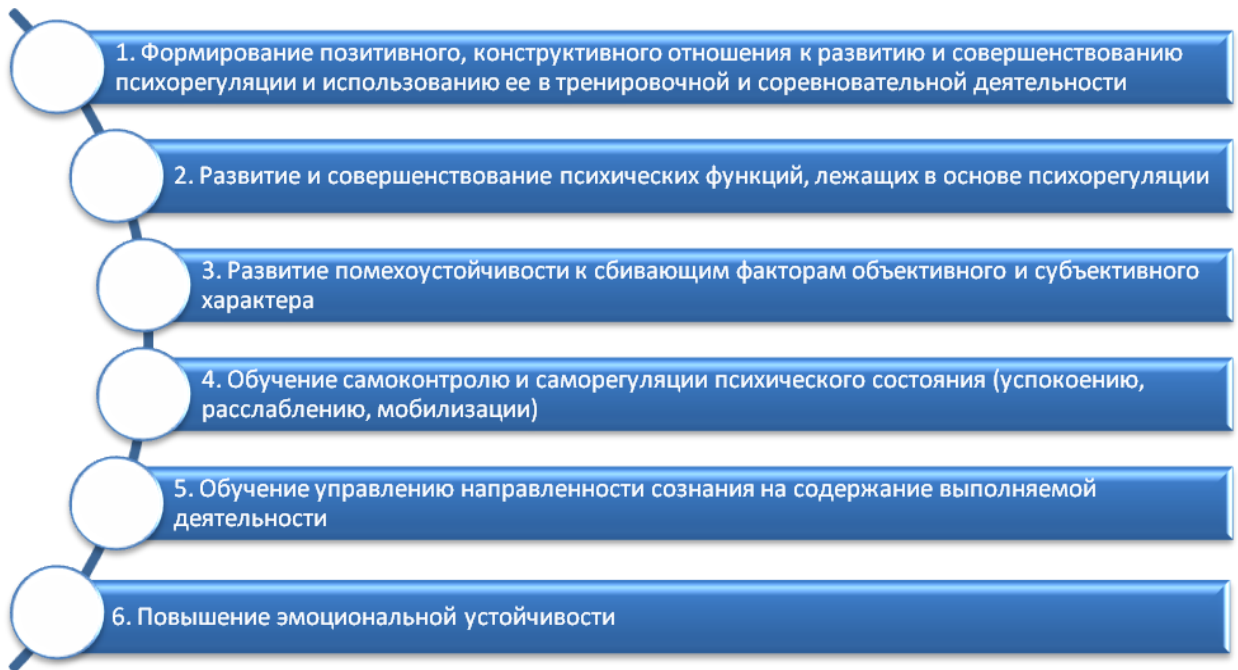 1. Формирование позитивного, конструктивного отношения к развитию и совершенствованию
психорегуляции и использованию ее в тренировочной и соревновательной деятельности
2. Развитие и совершенствование психических функций, лежащих в основе психорегуляции
3. Развитие помехоустойчивости к сбивающим факторам объективного и субъективного
характера
4. Обучение самоконтролю и саморегуляции психического состояния (успокоению,
расслаблению, мобилизации)
5. Обучение управлению направленности сознания на содержание выполняемой
деятельности
6. Повышение эмоциональной устойчивости